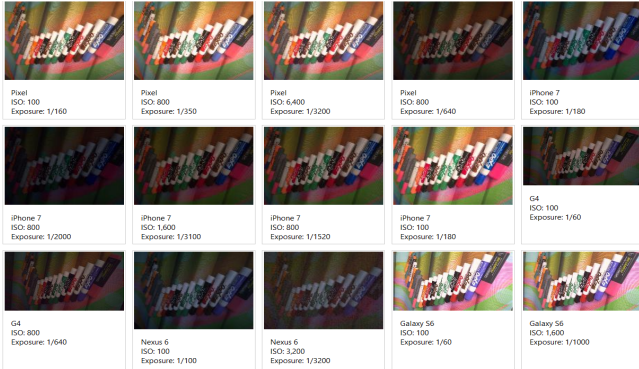 Pixel
ISO: 100
Exposure: 1/160
Pixel
ISO: 800
Exposure: 1/350
Pixel
ISO: 6,400
Exposure: 1/3200
Pixel
ISO: 800
Exposure: 1/640
iPhone 7
ISO: 100
Exposure: 1/180
iPhone 7
ISO: 800
Exposure: 1/2000
iPhone 7
ISO: 1,600
Exposure: 1/3100
iPhone 7
ISO: 800
Exposure: 1/1520
iPhone 7
ISO: 100
Exposure: 1/180
G4
ISO: 100
Exposure: 1/60
G4
ISO: 800
Exposure: 1/640
Nexus 6
ISO: 100
Exposure: 1/100
Nexus 6
ISO: 3,200
Exposure: 1/3200
Galaxy S6
ISO: 100
Exposure: 1/60
Galaxy S6
ISO: 1,600
Exposure: 1/1000